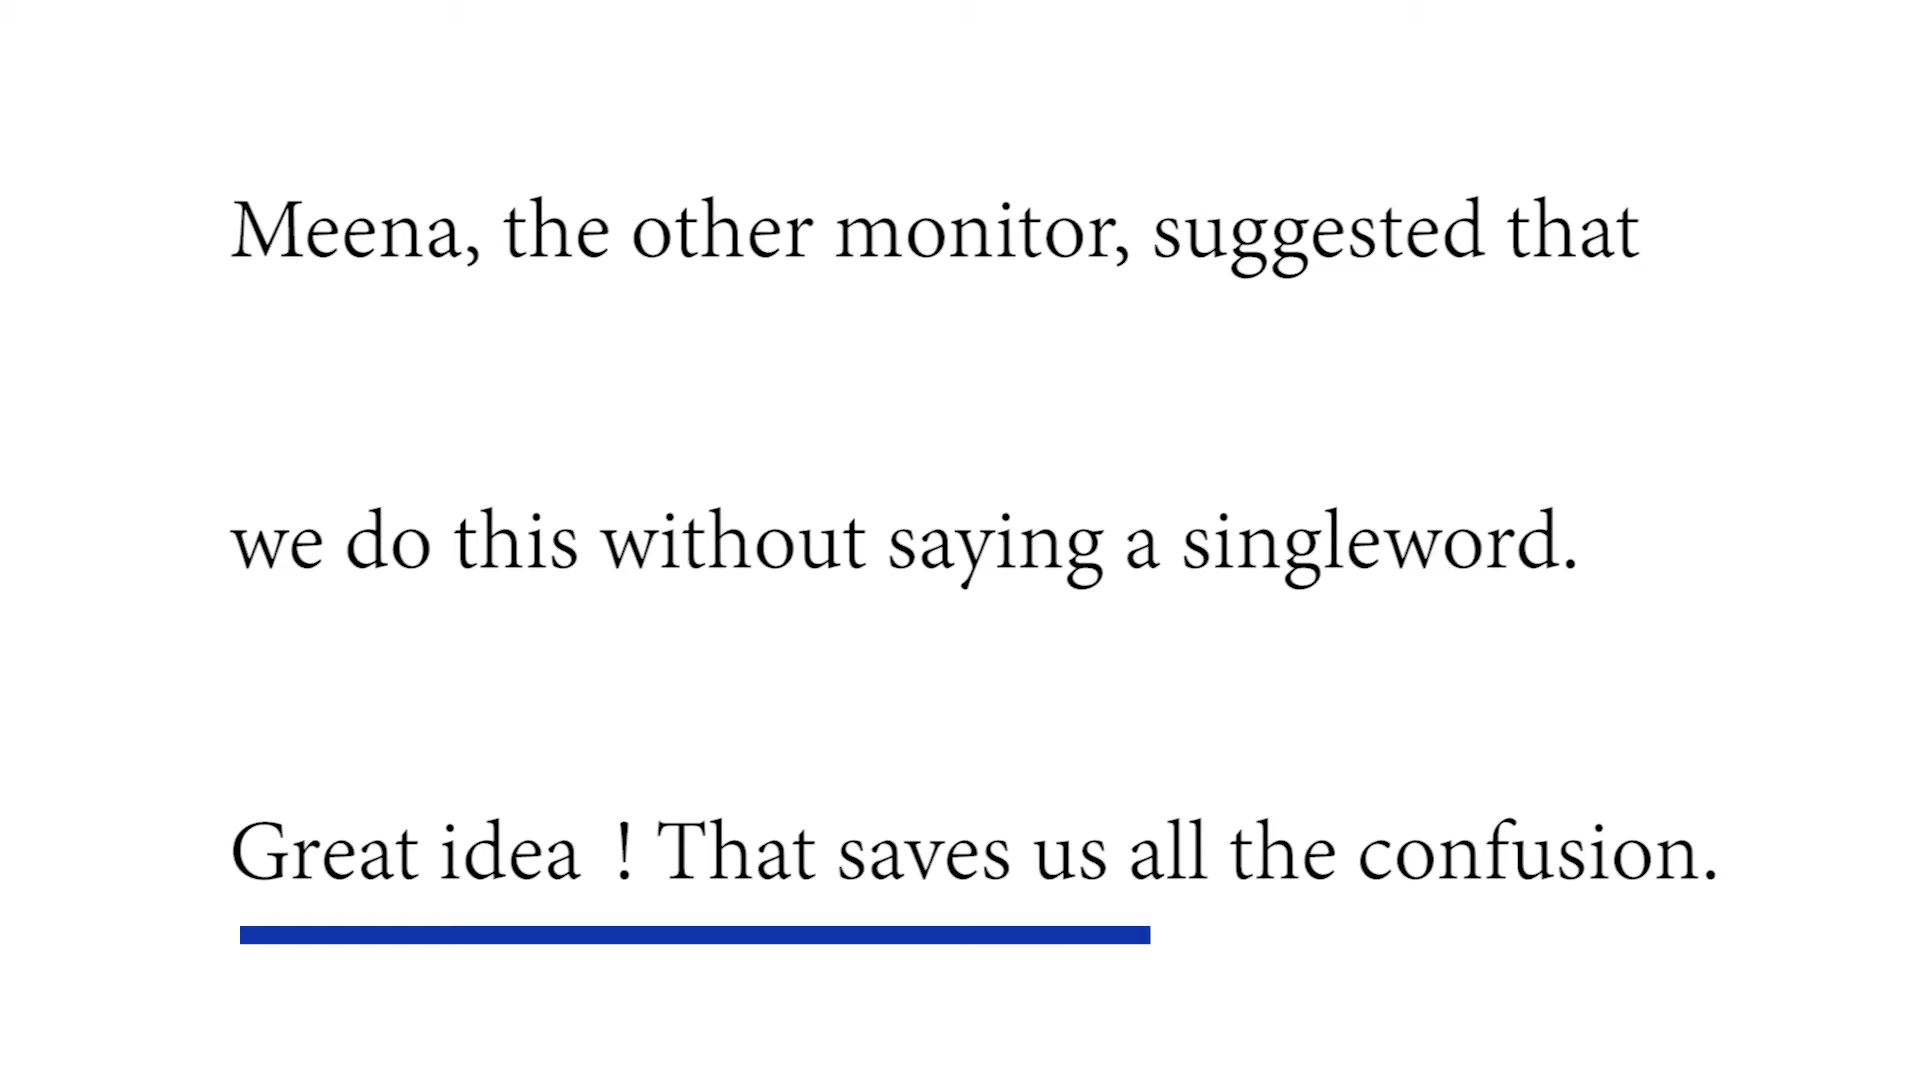 Meena, the other monitor, suggested that
we do this without saying a singleword.
Great idea ! That saves us all the confusion.